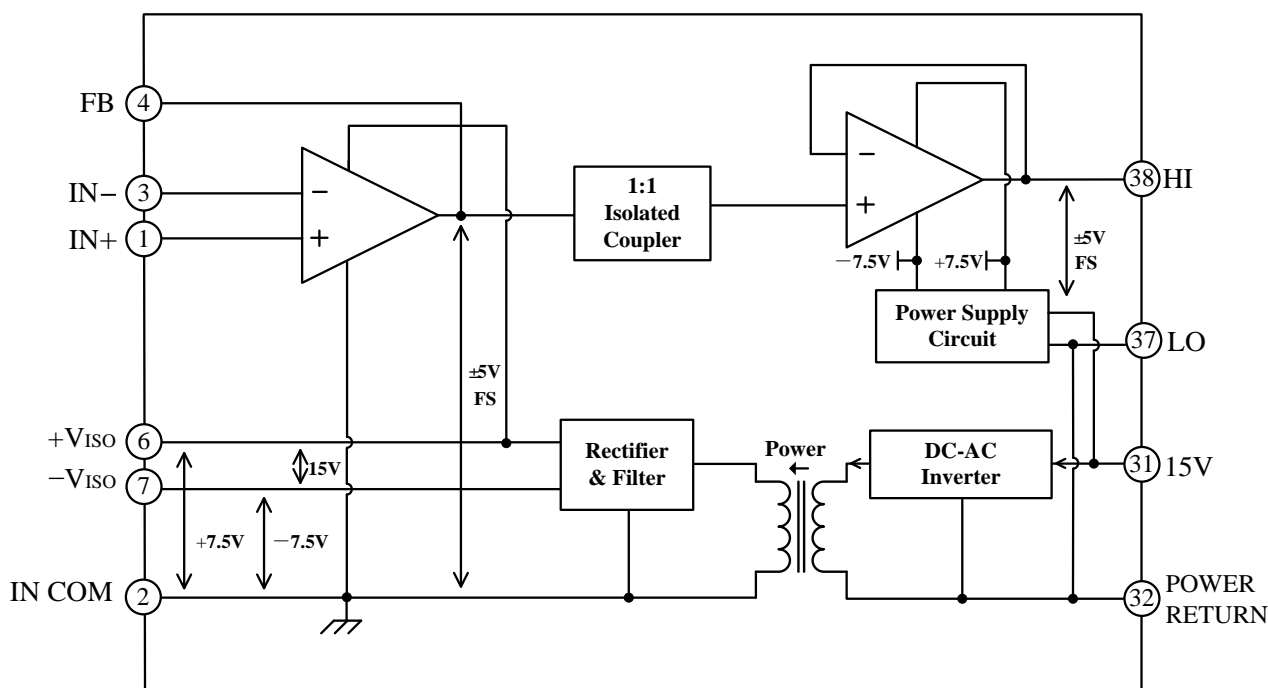 FB
4
IN−
3
IN+
1
−
+
1:1
Isolated
Coupler
−
+
38
HI
±5V
FS
−7.5V
+7.5V
Power Supply
Circuit
37
LO
±5V
FS
+VISO
6
15V
−VISO
7
Rectifier
& Filter
Power
DC-AC
Inverter
31
15V
+7.5V
−7.5V
IN COM
2
32
POWER
RETURN